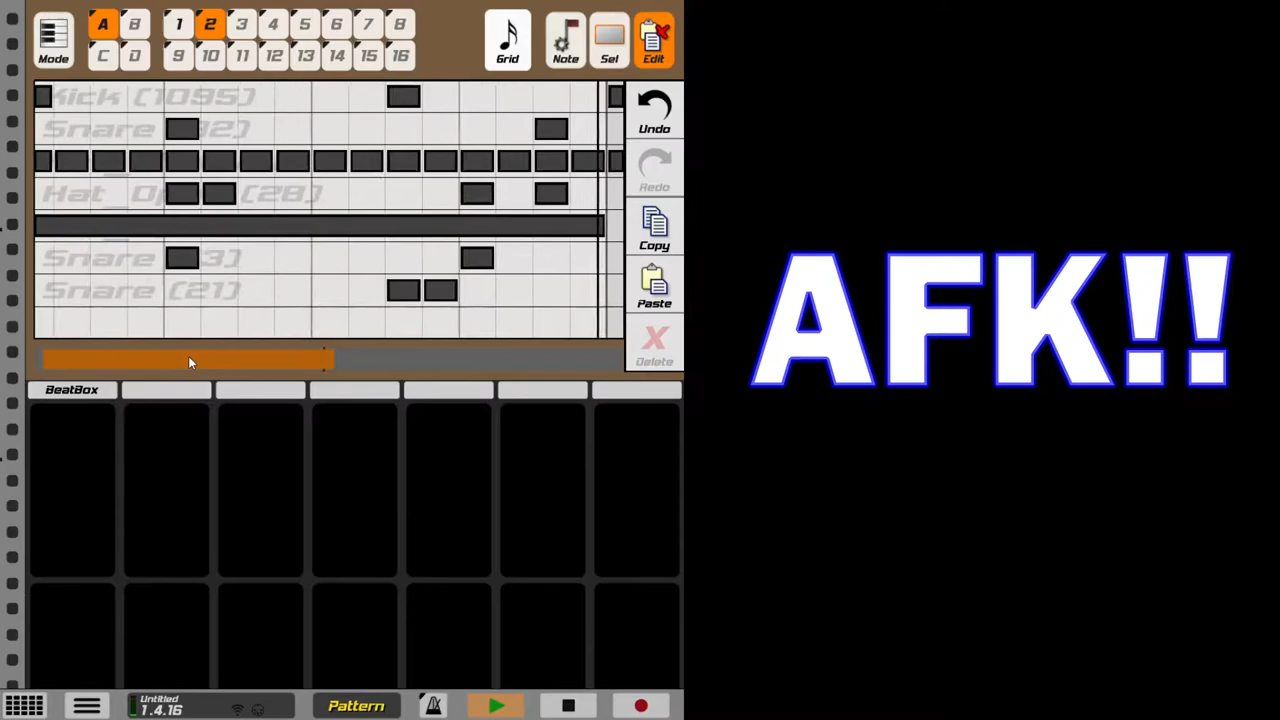 Mode
A B 1 2 3 4 5 6 7 8
C D 9 10 11 12 13 14 15 16
Grid
Note
Sel
Edit
Kick (1095)
Snare
Hat_ (28)
Snare
Snare (21)
Undo
Redo
Copy
Paste
Delete
BeatBox
Untitled
1.4.16
Pattern
AFK!!